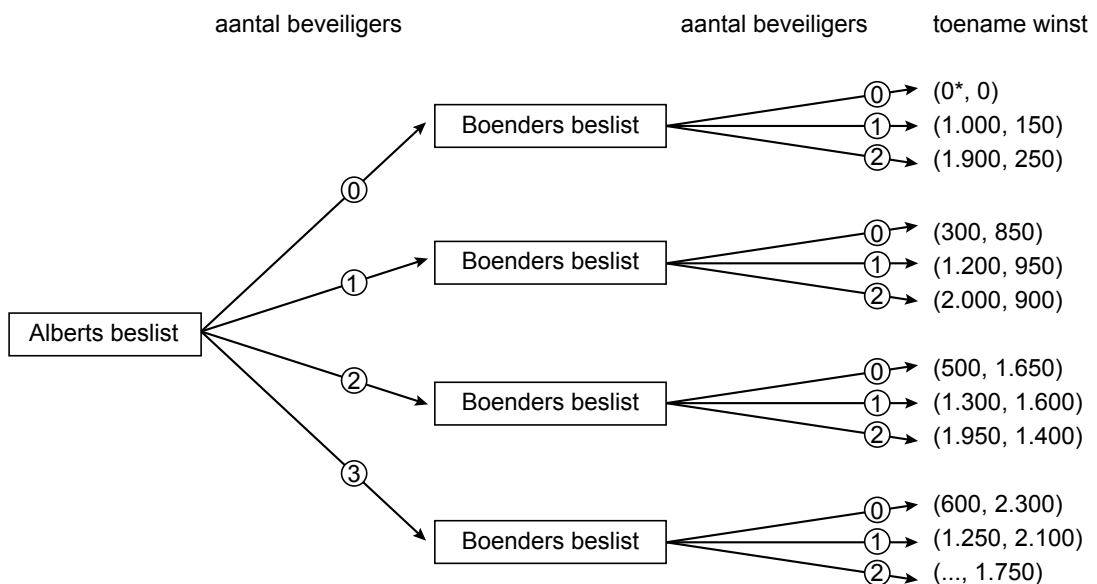 aantal beveiligers aantal beveiligers toename winst
0 (0*, 0)
Boenders beslist 1 (1.000, 150)
2 (1.900, 250)
0
0 (300, 850)
Boenders beslist 1 (1.200, 950)
1 2 (2.000, 900)
Alberts beslist
0 (500, 1.650)
2 Boenders beslist 1 (1.300, 1.600)
2 (1.950, 1.400)
3
0 (600, 2.300)
Boenders beslist 1 (1.250, 2.100)
2 (..., 1.750)